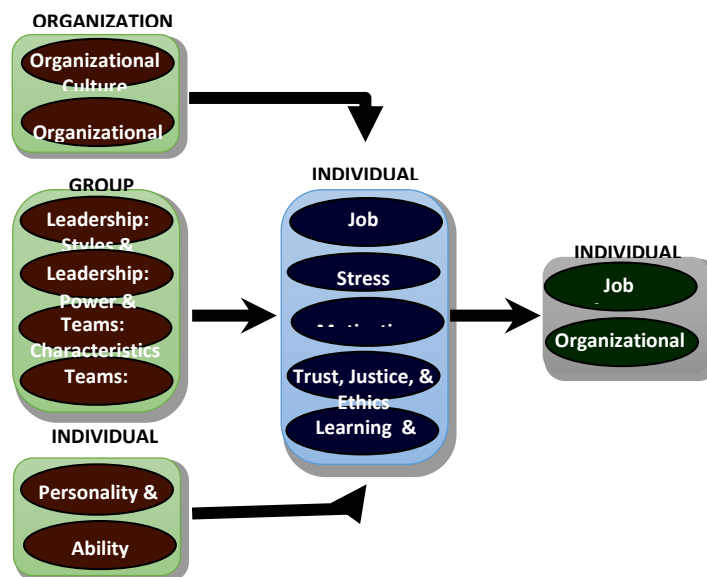 ORGANIZATION
Organizational
Culture
Organizational
GROUP
Leadership:
Styles &
Leadership:
Power &
Teams:
Characteristics
Teams:
INDIVIDUAL
Personality &
Ability
INDIVIDUAL
Job
Stress
Trust, Justice, &
Ethics
Learning &
INDIVIDUAL
Job
Organizational